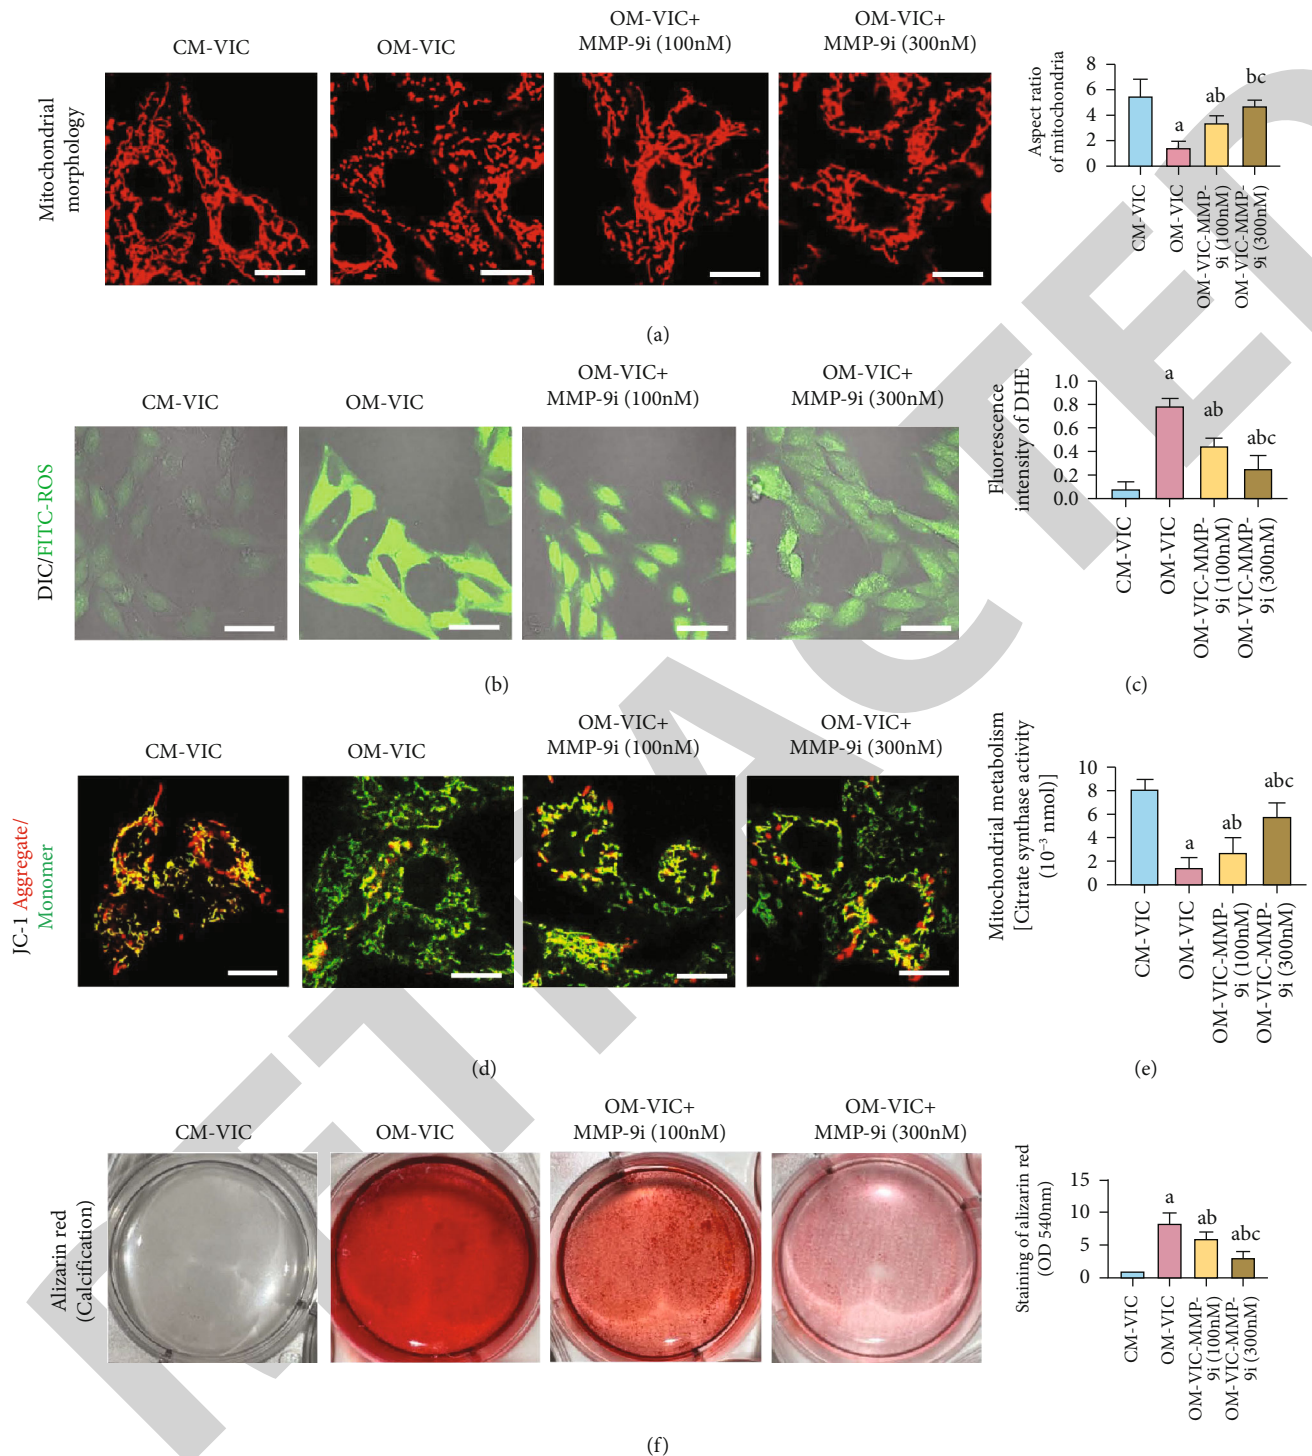 CM-VIC
OM-VIC
OM-VIC+
MMP-9i (100nM)
OM-VIC+
MMP-9i (300nM)
Mitochondrial
morphology
Aspect ratio
of mitochondria
8
6
4
2
0
a
ab
bc
CM-VIC
OM-VIC
OM-VIC-MMP-
9i (100nM)
OM-VIC-MMP-
9i (300nM)
(a)
CM-VIC
OM-VIC
OM-VIC+
MMP-9i (100nM)
OM-VIC+
MMP-9i (300nM)
DIC/FITC-ROS
(b)
Fluorescence
intensity of DHE
1.0
0.8
0.6
0.4
0.2
0.0
a
ab
abc
CM-VIC
OM-VIC
OM-VIC-MMP-
9i (100nM)
OM-VIC-MMP-
9i (300nM)
(c)
CM-VIC
OM-VIC
OM-VIC+
MMP-9i (100nM)
OM-VIC+
MMP-9i (300nM)
JC-1 Aggregate/
Monomer
(d)
Mitochondrial metabolism
[Citrate synthase activity
(10⁻³ nmol)]
10
8
6
4
2
0
a
ab
abc
CM-VIC
OM-VIC
OM-VIC-MMP-
9i (100nM)
OM-VIC-MMP-
9i (300nM)
(e)
CM-VIC
OM-VIC
OM-VIC+
MMP-9i (100nM)
OM-VIC+
MMP-9i (300nM)
Alizarin red
(Calcification)
Staining of alizarin red
(OD 540nm)
15
10
5
0
a
ab
abc
CM-VIC
OM-VIC
OM-VIC-MMP-
9i (100nM)
OM-VIC-MMP-
9i (300nM)
(f)
RETRACTED